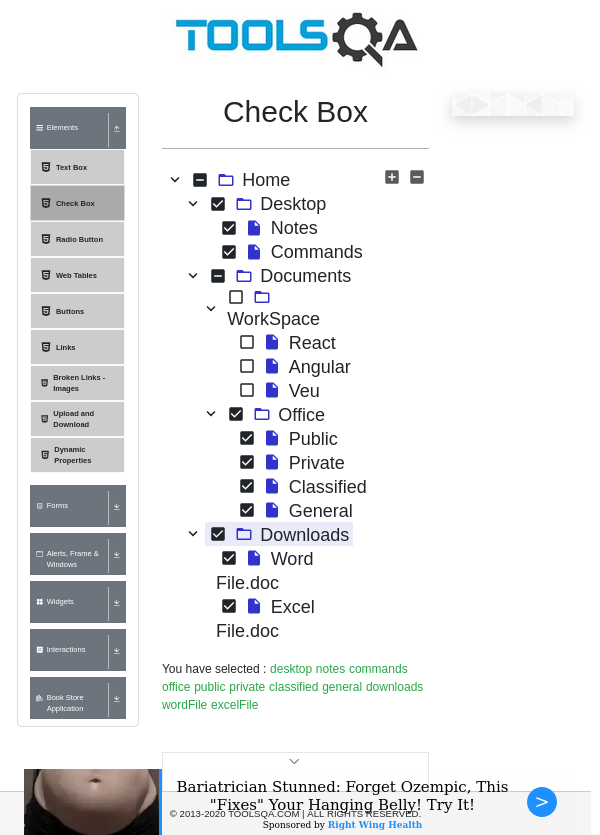 TOOLSQA
Elements
Text Box
Check Box
Radio Button
Web Tables
Buttons
Links
Broken Links -
Images
Upload and
Download
Dynamic
Properties
Forms
Alerts, Frame &
Windows
Widgets
Interactions
Book Store
Application
Check Box
Home
Desktop
Notes
Commands
Documents
WorkSpace
React
Angular
Veu
Office
Public
Private
Classified
General
Downloads
Word
File.doc
Excel
File.doc
You have selected : desktop notes commands
office public private classified general downloads
wordFile excelFile
Bariatrician Stunned: Forget Ozempic, This
"Fixes" Your Hanging Belly! Try It!
© 2013-2020 TOOLSQA.COM | ALL RIGHTS RESERVED.
Sponsored by Right Wing Health